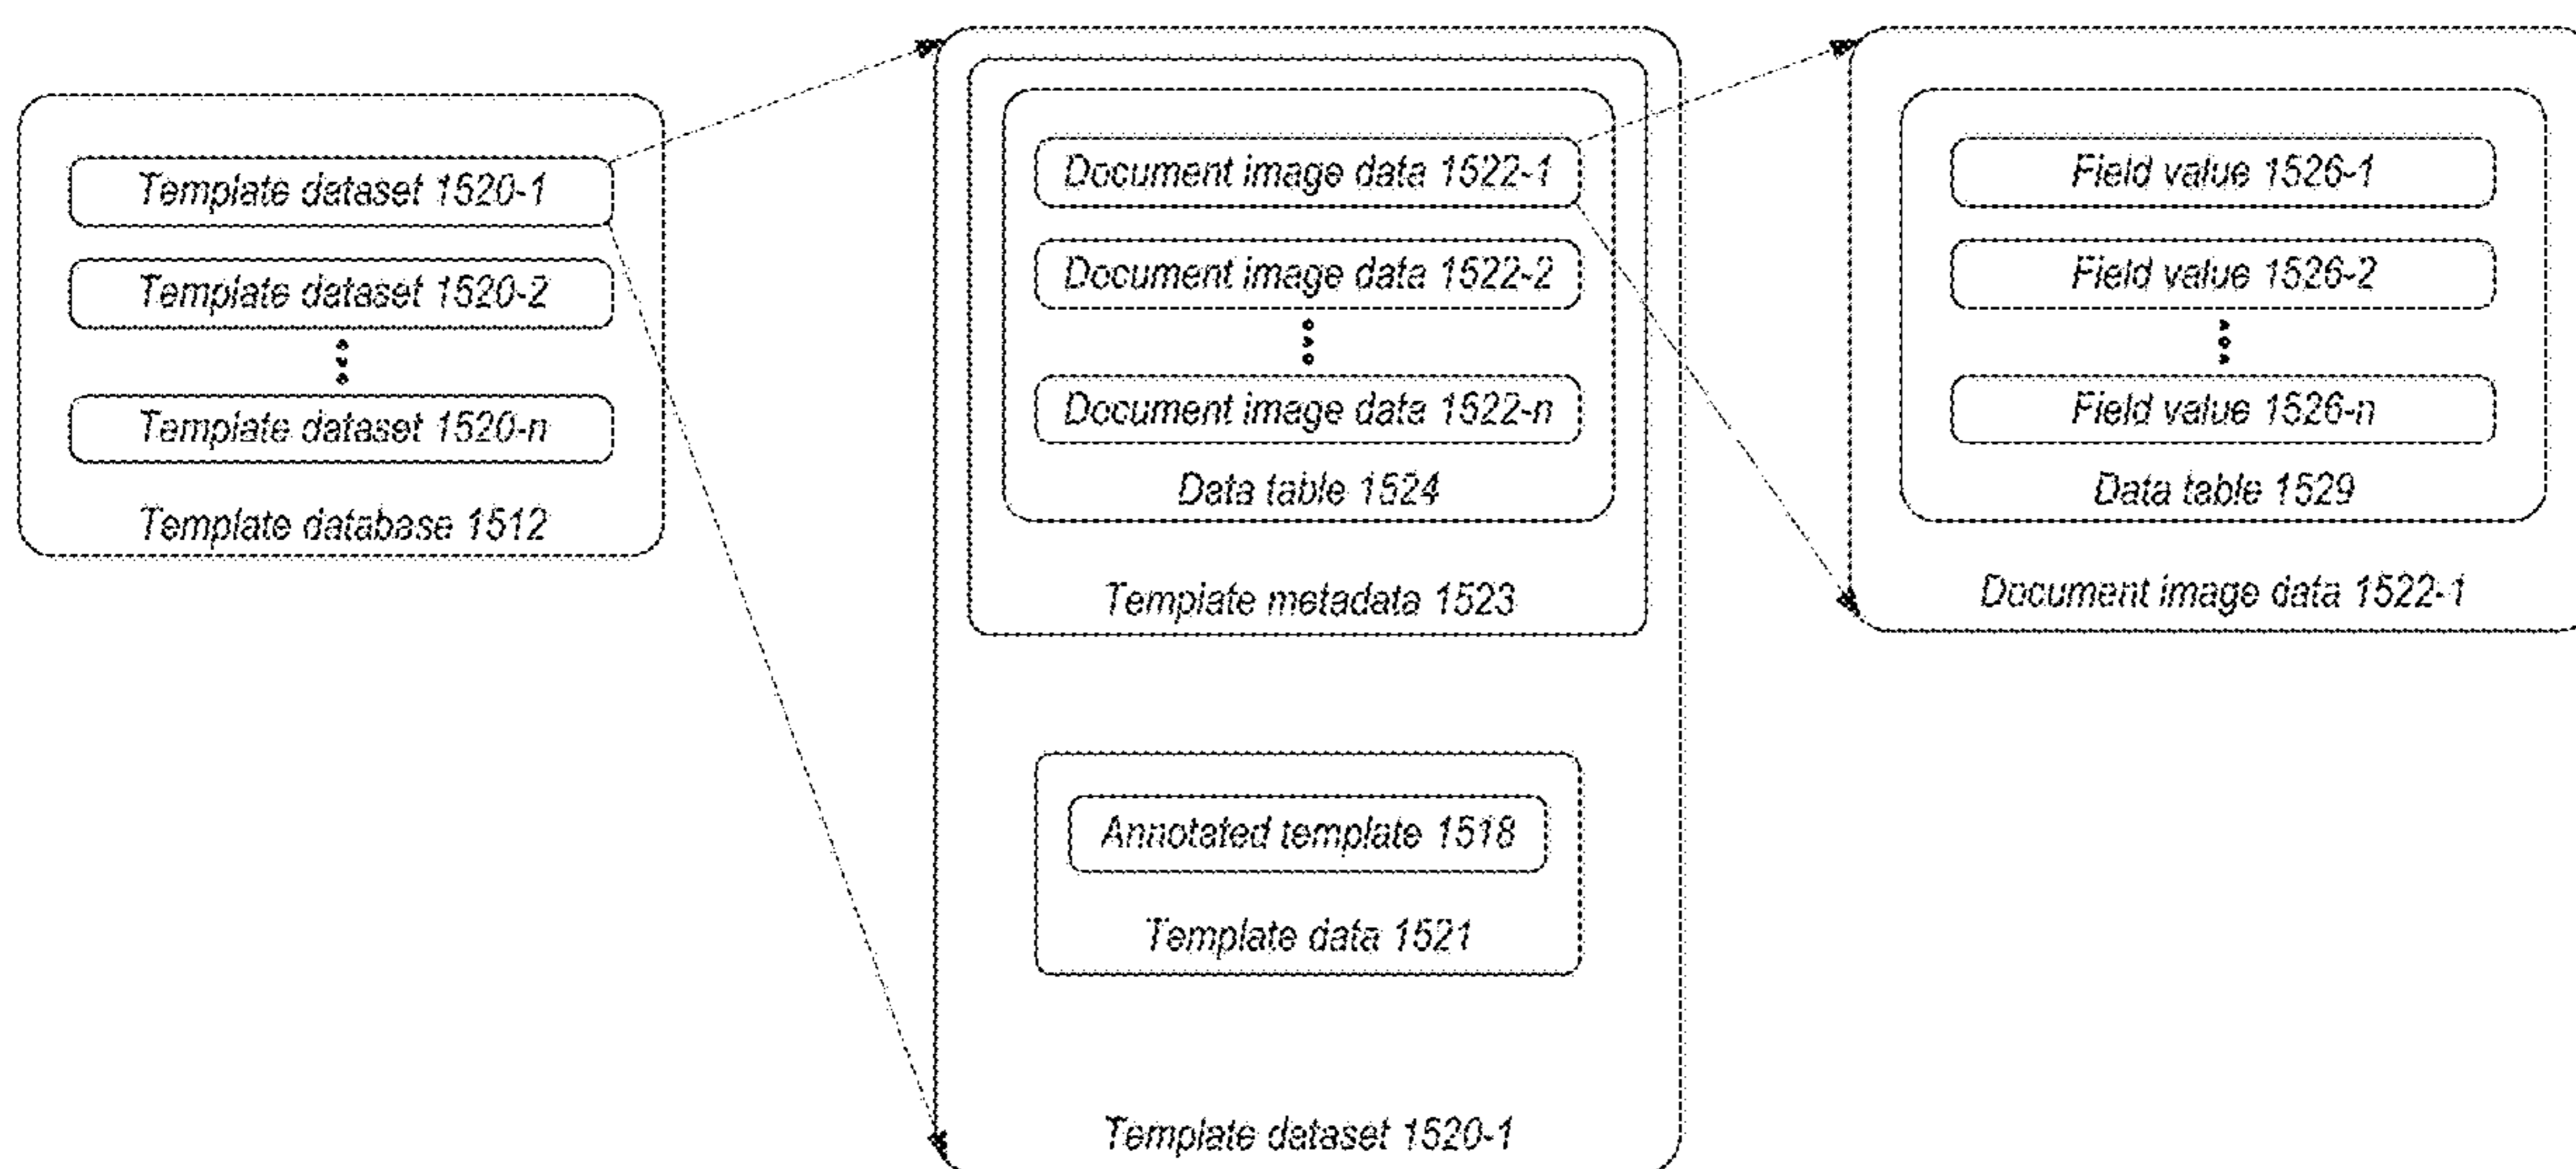 Template dataset 1520-1
Template dataset 1520-2
Template dataset 1520-n
Template database 1512
Document image data 1522-1
Document image data 1522-2
Document image data 1522-n
Data table 1524
Template metadata 1523
Annotated template 1518
Template data 1521
Template dataset 1520-1
Field value 1526-1
Field value 1526-2
Field value 1526-n
Data table 1529
Document image data 1522-1